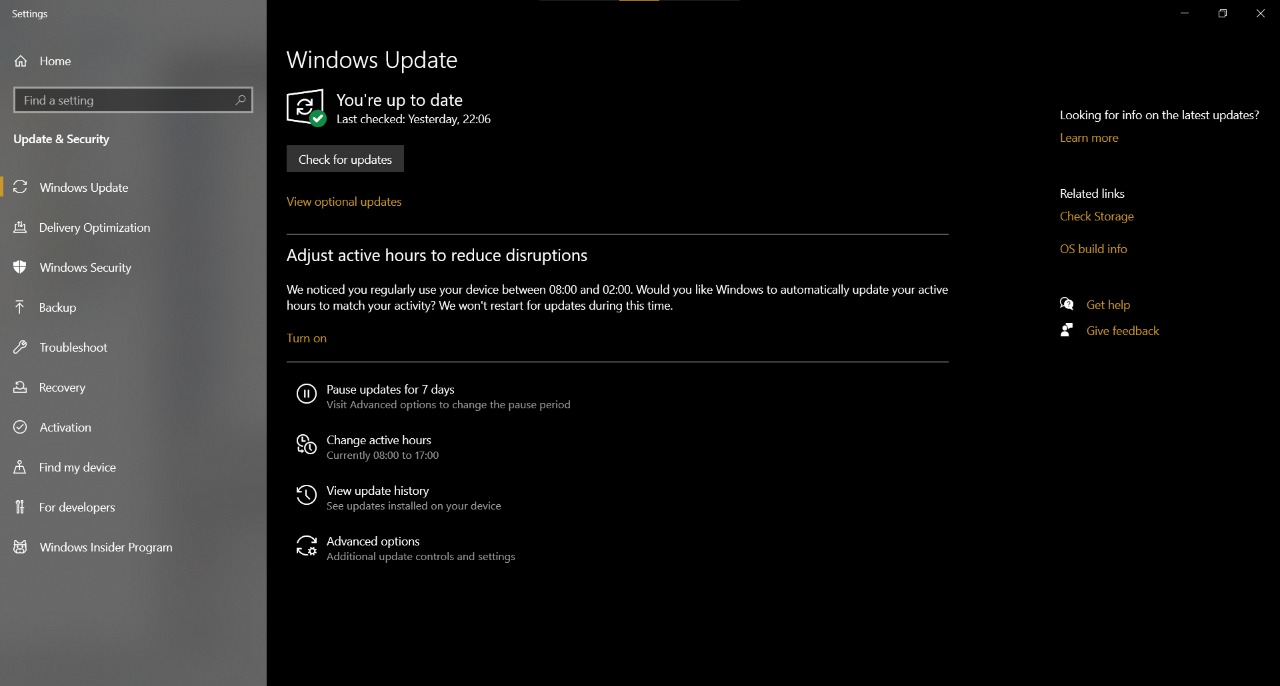 Settings
Home
Find a setting
Update & Security
Windows Update
Delivery Optimization
Windows Security
Backup
Troubleshoot
Recovery
Activation
Find my device
For developers
Windows Insider Program
Windows Update
You're up to date
Last checked: Yesterday, 22:06
Check for updates
View optional updates
Adjust active hours to reduce disruptions
We noticed you regularly use your device between 08:00 and 02:00. Would you like Windows to automatically update your active
hours to match your activity? We won't restart for updates during this time.
Turn on
Pause updates for 7 days
Visit Advanced options to change the pause period
Change active hours
Currently 08:00 to 17:00
View update history
See updates installed on your device
Advanced options
Additional update controls and settings
Looking for info on the latest updates?
Learn more
Related links
Check Storage
OS build info
Get help
Give feedback